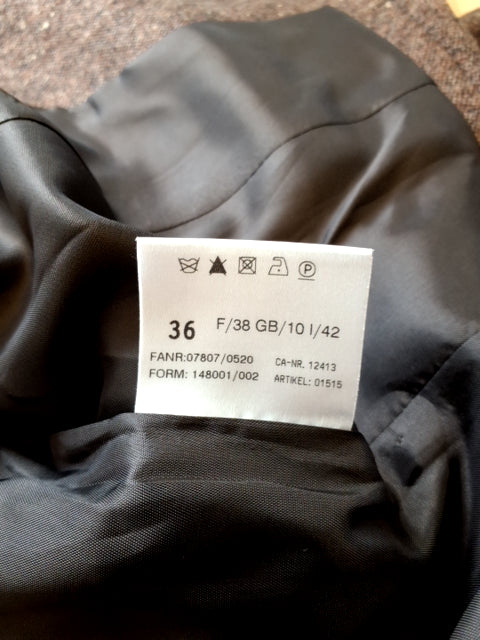 P
36 F/38 GB/10 I/42
FANR:07807/0520 CA-NR. 12413
FORM: 148001/002 ARTIKEL: 01515